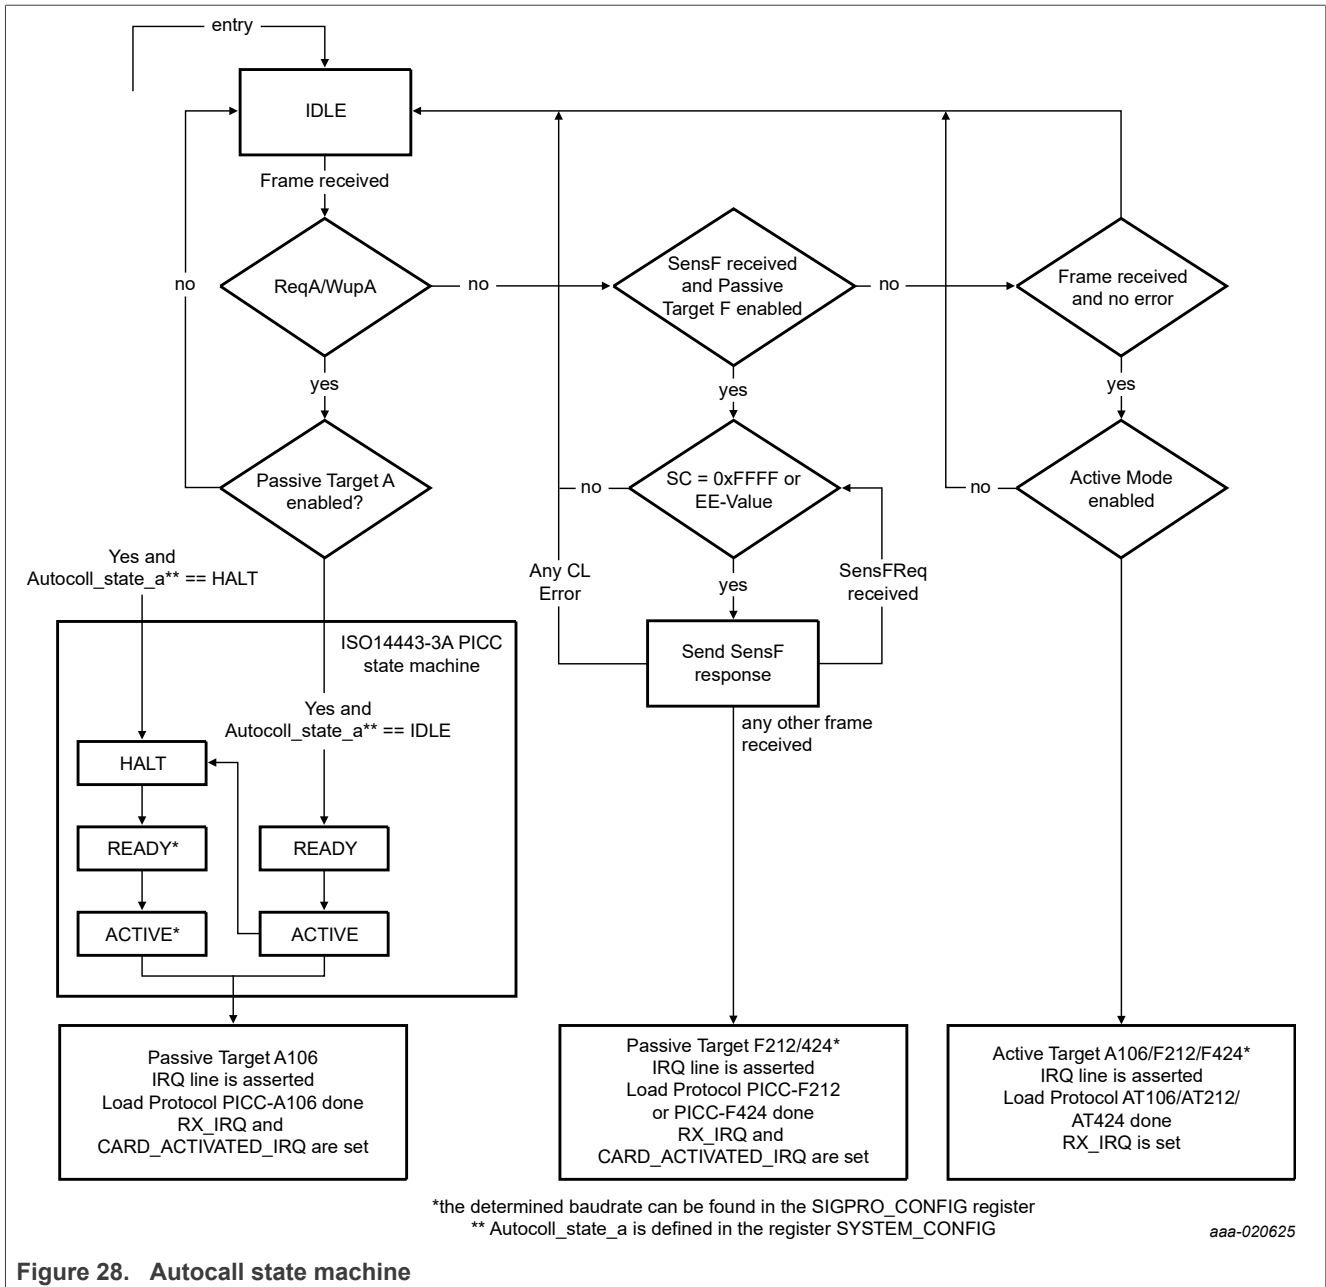 entry
IDLE
Frame received
ReqA/WupA
no
no
SensF received
and Passive
Target F enabled
no
Frame received
and no error
yes
yes
yes
Passive Target A
enabled?
no
SC = 0xFFFF or
EE-Value
no
Active Mode
enabled
Yes and
Autocoll_state_a** == HALT
Any CL
Error
yes
SensFReq
received
ISO14443-3A PICC
state machine
Send SensF
response
Yes and
Autocoll_state_a** == IDLE
any other frame
received
HALT
READY*
READY
ACTIVE*
ACTIVE
Passive Target A106
IRQ line is asserted
Load Protocol PICC-A106 done
RX_IRQ and
CARD_ACTIVATED_IRQ are set
Passive Target F212/424*
IRQ line is asserted
Load Protocol PICC-F212
or PICC-F424 done
RX_IRQ and
CARD_ACTIVATED_IRQ are set
Active Target A106/F212/F424*
IRQ line is asserted
Load Protocol AT106/AT212/
AT424 done
RX_IRQ is set
*the determined baudrate can be found in the SIGPRO_CONFIG register
** Autocoll_state_a is defined in the register SYSTEM_CONFIG
aaa-020625
Figure 28. Autocall state machine